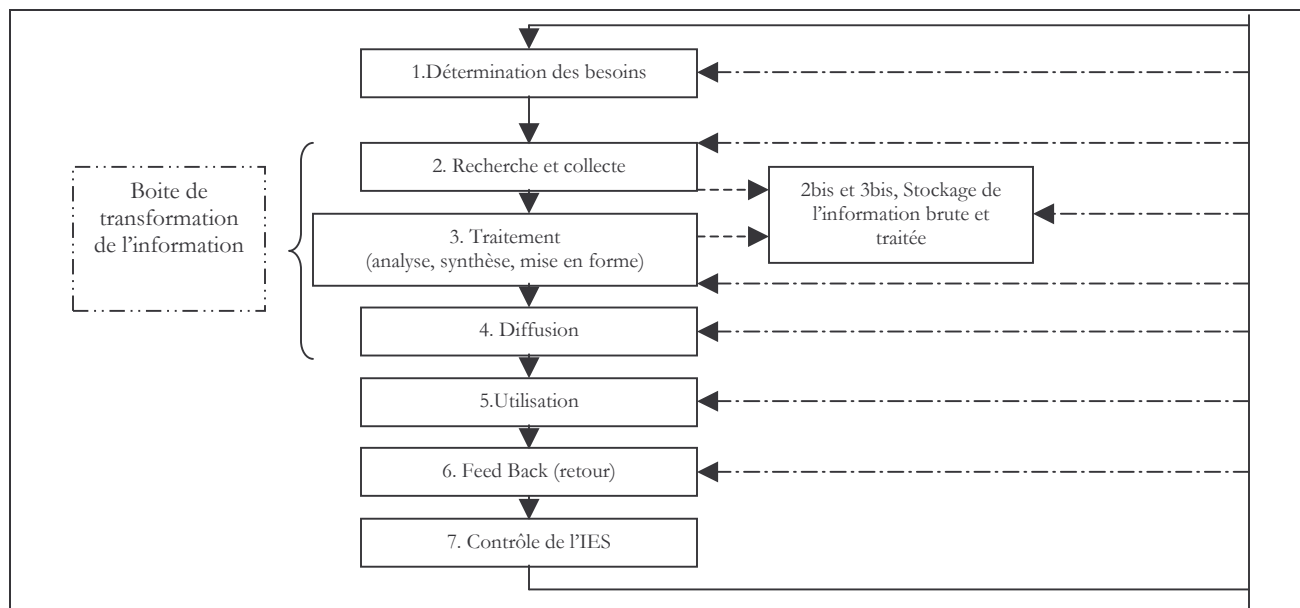 1.Détermination des besoins
Boite de
transformation
de l’information
2. Recherche et collecte
2bis et 3bis, Stockage de
l’information brute et
traitée
3. Traitement
(analyse, synthèse, mise en forme)
4. Diffusion
5.Utilisation
6. Feed Back (retour)
7. Contrôle de l’IES